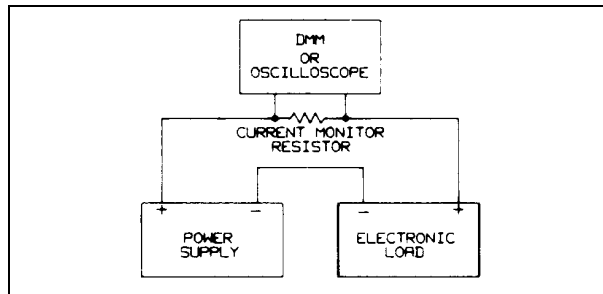 DMM
OR
OSCILLOSCOPE
CURRENT MONITOR
RESISTOR
+ − − +
POWER
SUPPLY
ELECTRONIC
LOAD